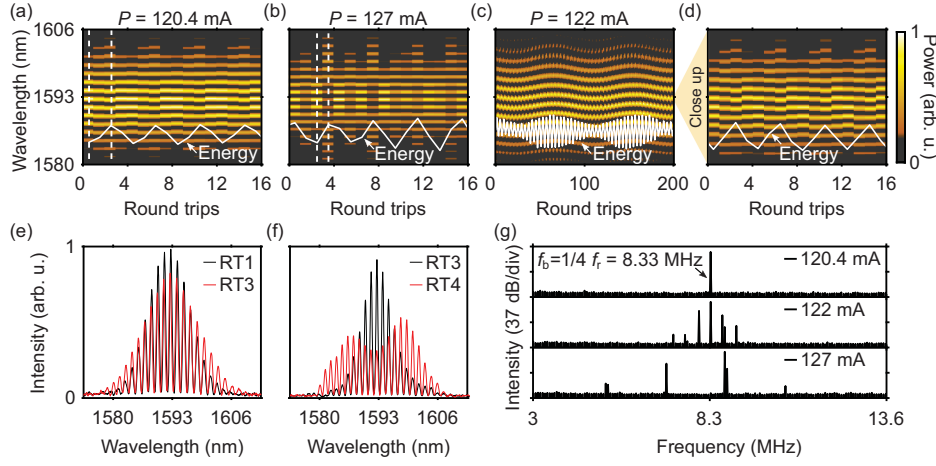 (a) P = 120.4 mA (b) P = 127 mA (c) P = 122 mA (d)
Wavelength (nm)
1606
1593
1580
Energy
Energy
Energy
Close up
Energy
1
0
Power (arb. u.)
0 4 8 12 16
0 4 8 12 16
0 100 200
0 4 8 12 16
Round trips
Round trips
Round trips
Round trips
(e)
Intensity (arb. u.)
1
0
RT1
RT3
1580 1593 1606
Wavelength (nm)
(f)
RT3
RT4
1580 1593 1606
Wavelength (nm)
(g)
Intensity (37 dB/div)
fb=1/4 fr = 8.33 MHz
120.4 mA
122 mA
127 mA
3 8.3 13.6
Frequency (MHz)